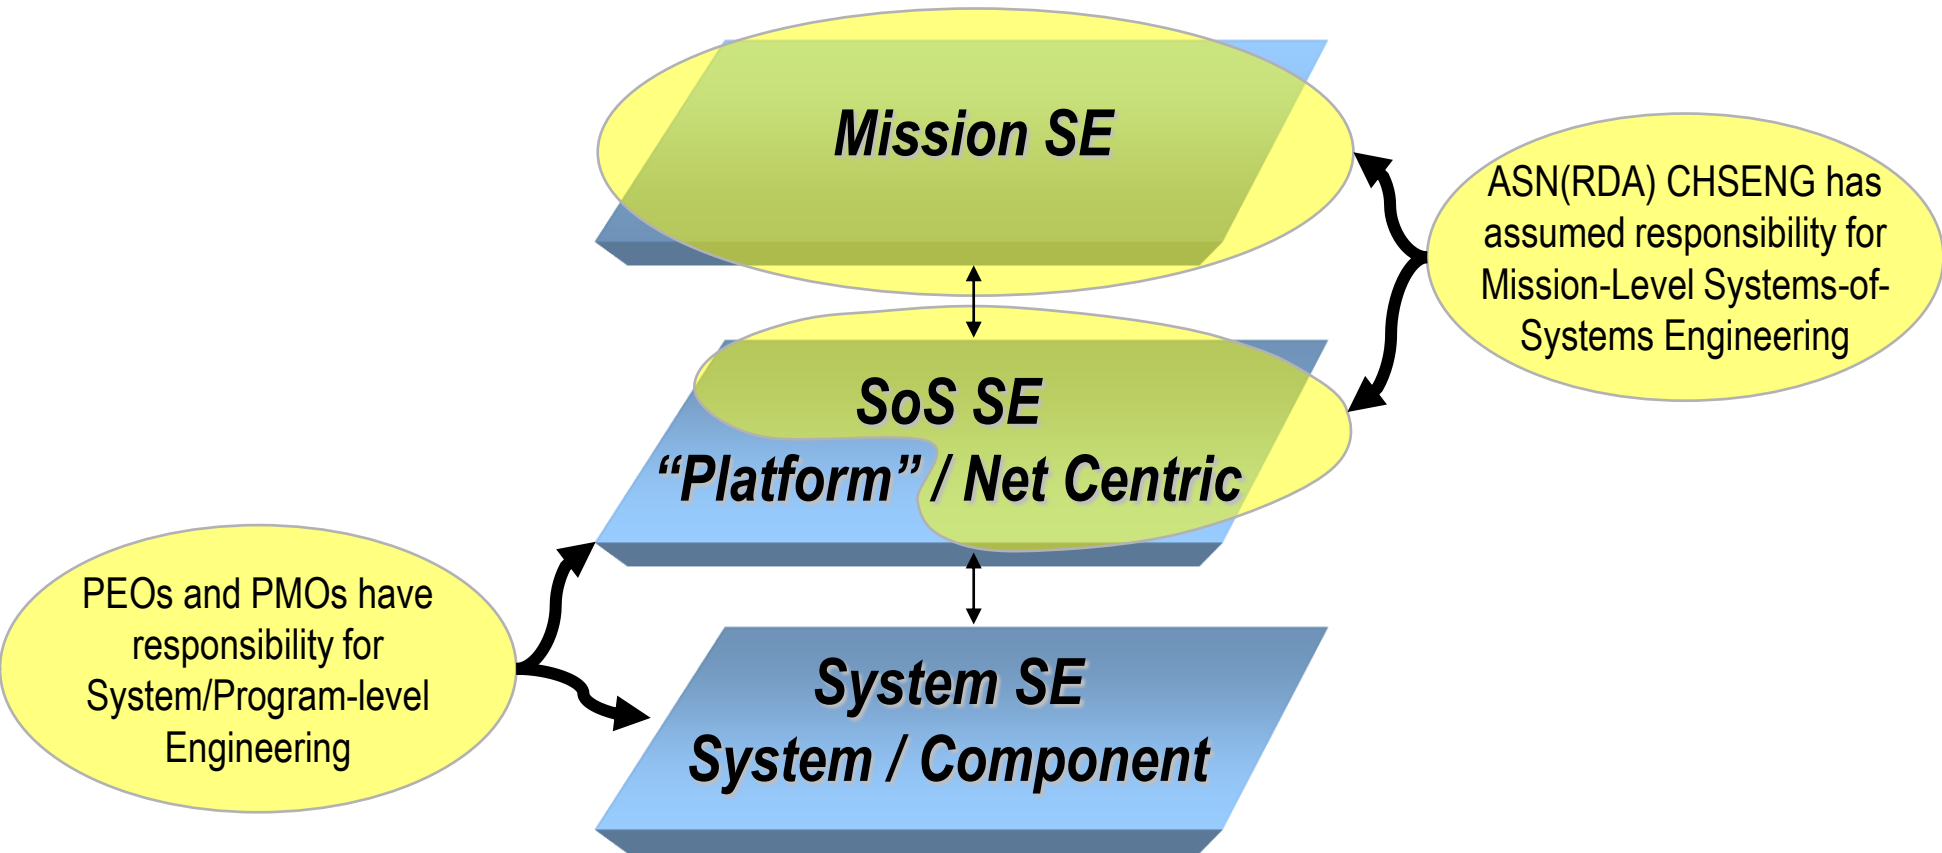 Mission SE
ASN(RDA) CHSENG has
assumed responsibility for
Mission-Level Systems-of-
Systems Engineering
SoS SE
“Platform” / Net Centric
PEOs and PMOs have
responsibility for
System/Program-level
Engineering
System SE
System / Component